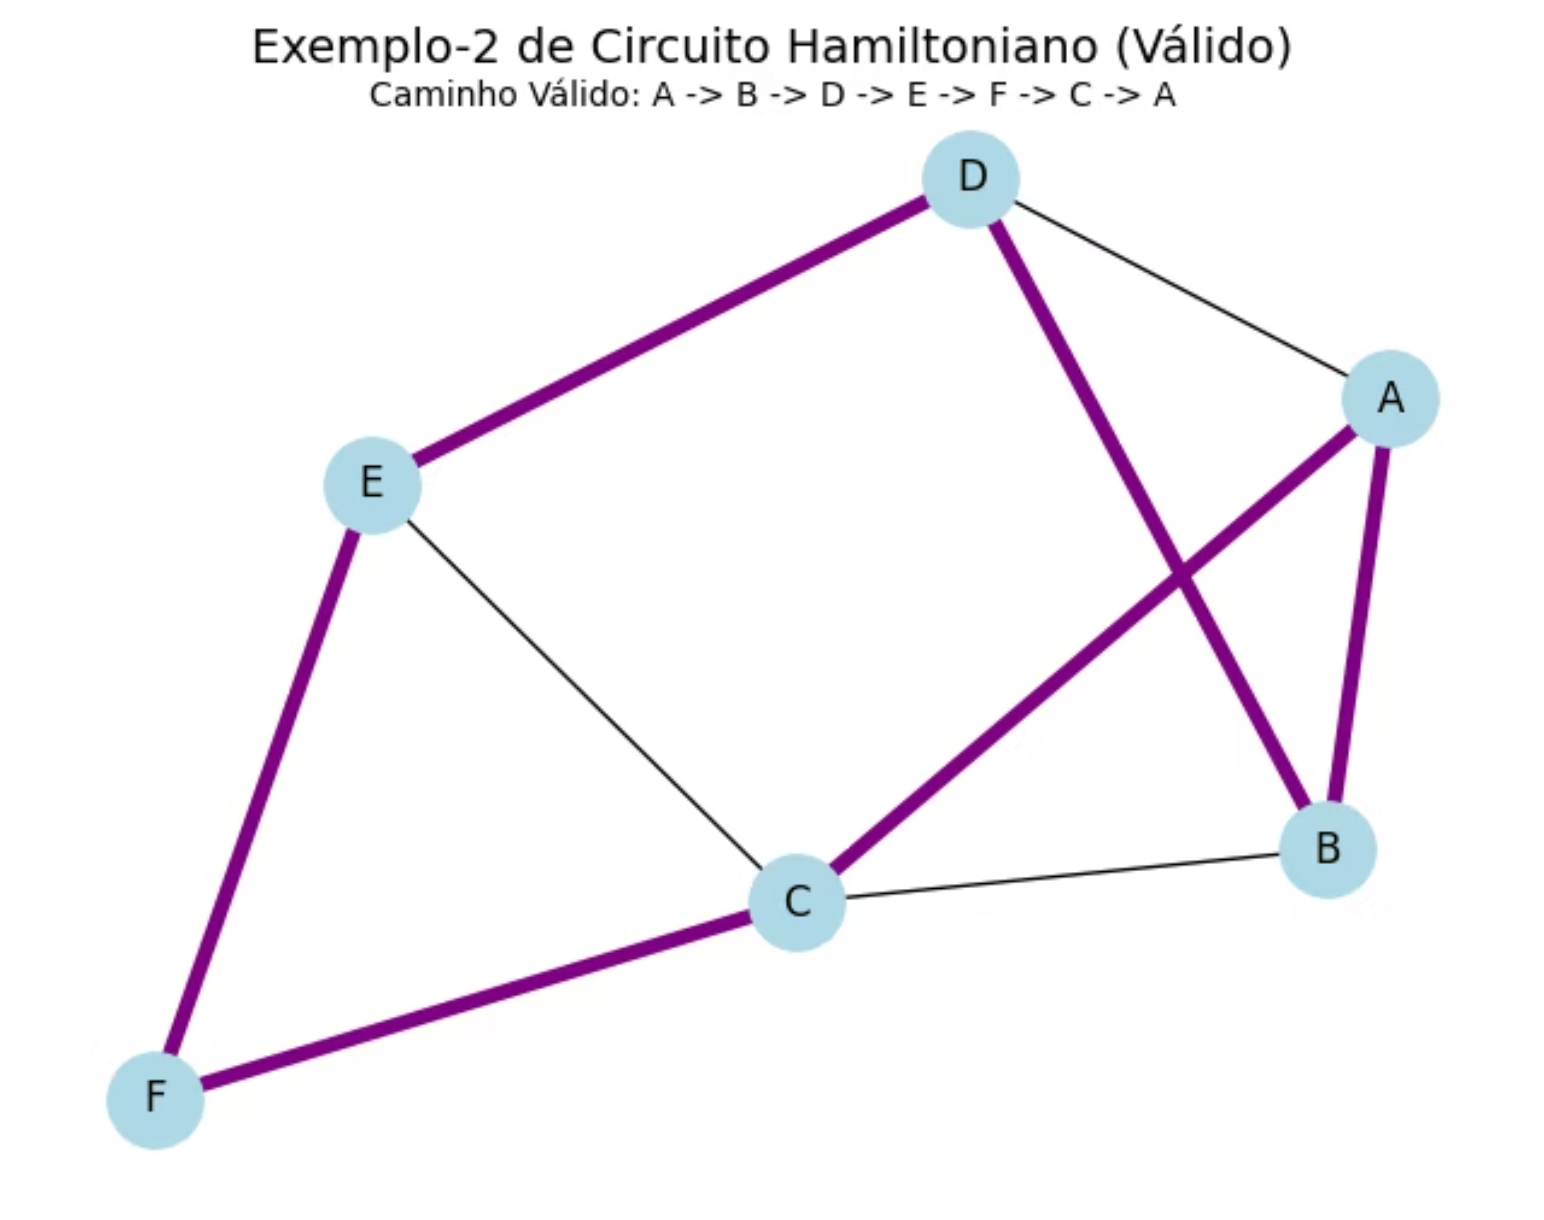 Exemplo-2 de Circuito Hamiltoniano (Válido)
Caminho Válido: A -> B -> D -> E -> F -> C -> A
D
A
E
B
C
F